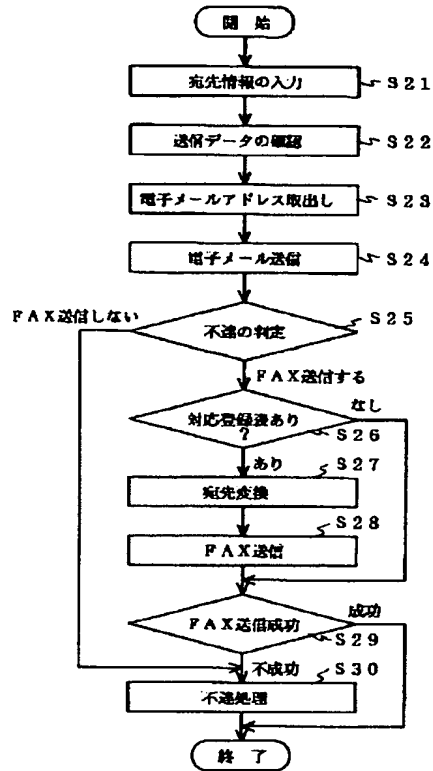 開始
宛先情報の入力 S21
送信データの確認 S22
電子メールアドレス取出し S23
電子メール送信 S24
FAX送信しない
不達の判定 S25
FAX送信する
対応登録後あり なし
? S26
あり S27
宛先変換
S28
FAX送信
FAX送信成功 成功
S29
不成功 S30
不達処理
終了